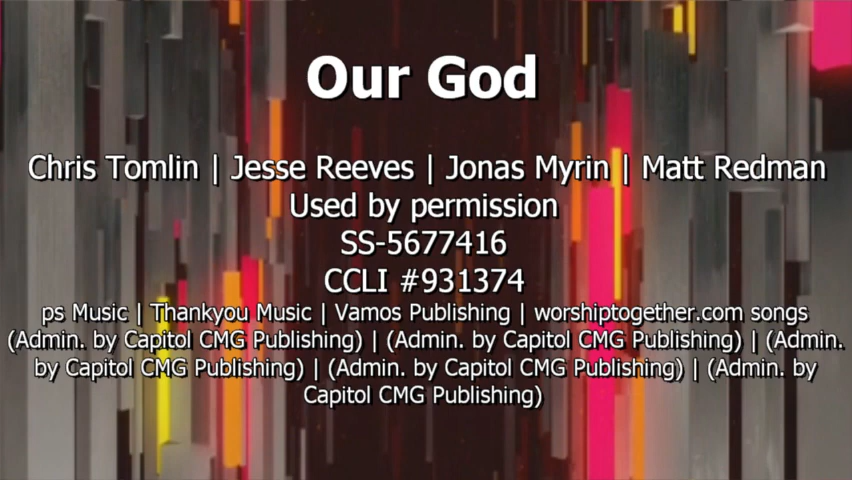 Our God
Chris Tomlin | Jesse Reeves | Jonas Myrin | Matt Redman
Used by permission
SS-5677416
CCLI #931374
ps Music | Thankyou Music | Vamos Publishing | worshiptogether.com songs
(Admin. by Capitol CMG Publishing) | (Admin. by Capitol CMG Publishing) | (Admin.
by Capitol CMG Publishing) | (Admin. by Capitol CMG Publishing) | (Admin. by
Capitol CMG Publishing)